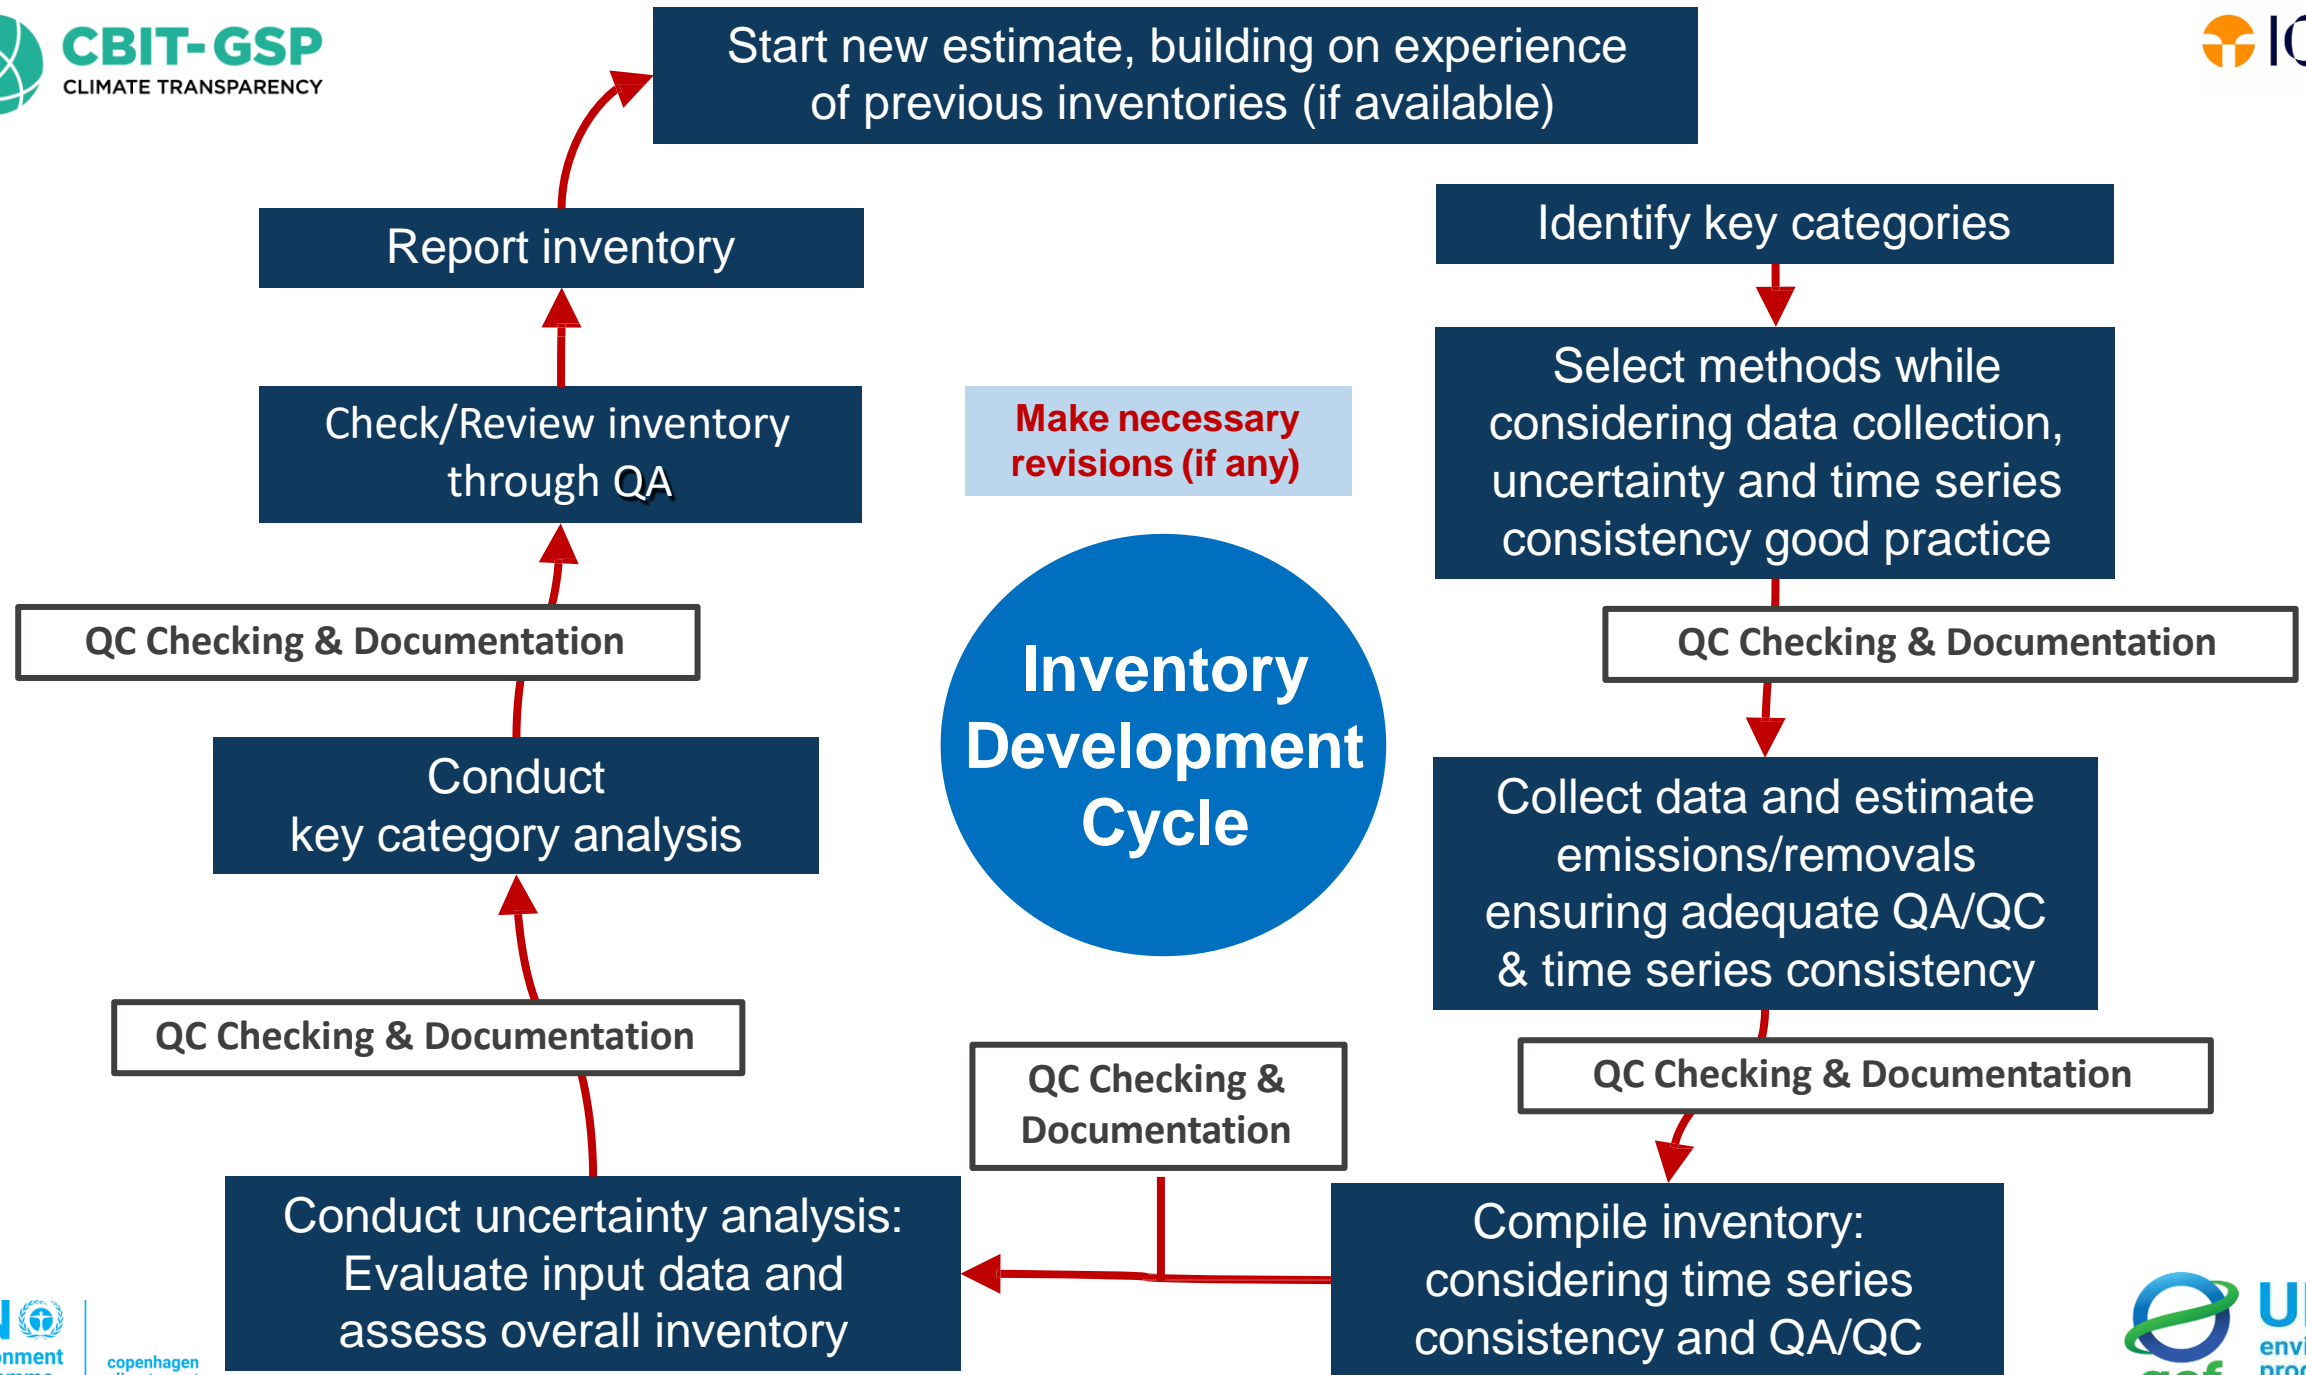 CBIT-GSP
CLIMATE TRANSPARENCY
Start new estimate, building on experience
of previous inventories (if available)
Report inventory
Identify key categories
Check/Review inventory
through QA
Make necessary
revisions (if any)
Select methods while
considering data collection,
uncertainty and time series
consistency good practice
QC Checking & Documentation
QC Checking & Documentation
Inventory
Development
Cycle
Conduct
key category analysis
Collect data and estimate
emissions/removals
ensuring adequate QA/QC
& time series consistency
QC Checking & Documentation
QC Checking &
Documentation
QC Checking & Documentation
Conduct uncertainty analysis:
Evaluate input data and
assess overall inventory
Compile inventory:
considering time series
consistency and QA/QC
copenhagen
gef